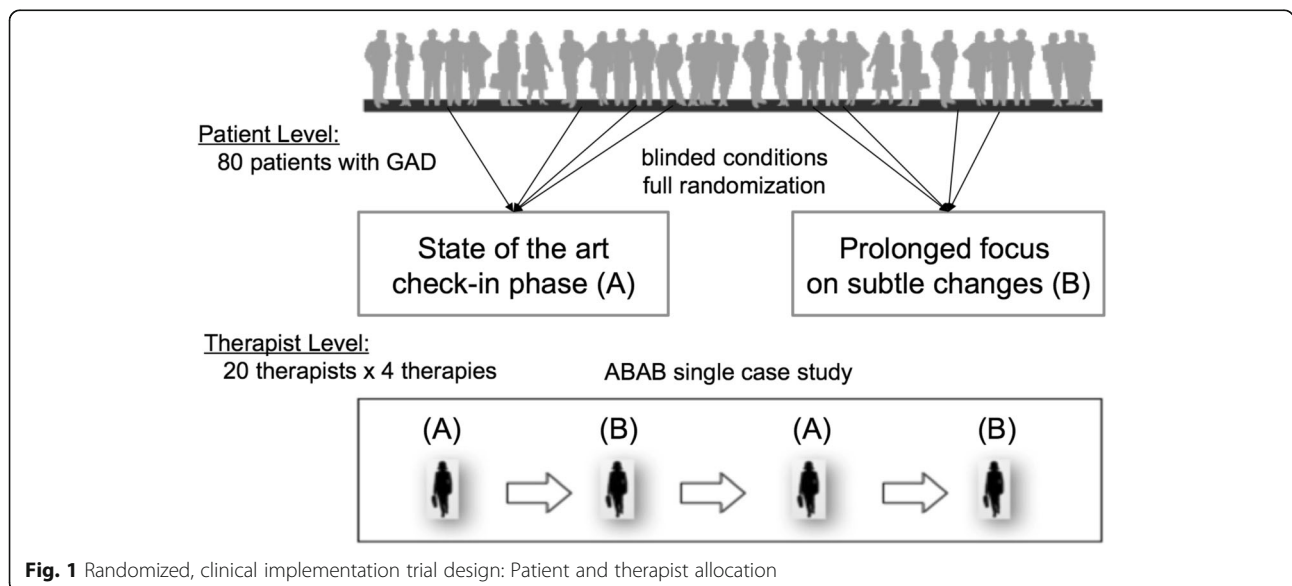 Patient Level:
80 patients with GAD
blinded conditions
full randomization
State of the art
check-in phase (A)
Prolonged focus
on subtle changes (B)
Therapist Level:
20 therapists x 4 therapies
ABAB single case study
(A) (B) (A) (B)
Fig. 1 Randomized, clinical implementation trial design: Patient and therapist allocation